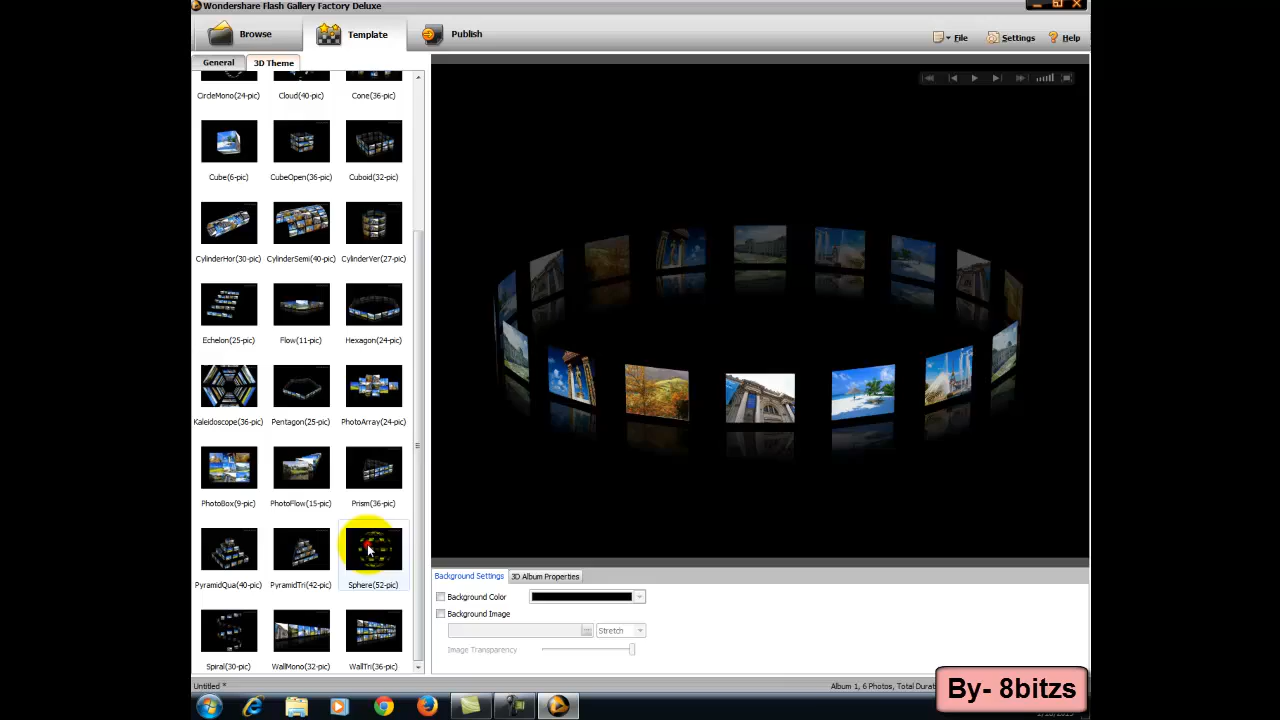 Wondershare Flash Gallery Factory Deluxe
Browse
Template
Publish
File
Settings
Help
General
3D Theme
CircleMono(24-pic)
Cloud(40-pic)
Cone(36-pic)
Cube(6-pic)
CubeOpen(36-pic)
Cuboid(32-pic)
CylinderHor(30-pic)
CylinderSemi(40-pic)
CylinderVer(27-pic)
Echelon(25-pic)
Flow(11-pic)
Hexagon(24-pic)
Kaleidoscope(36-pic)
Pentagon(25-pic)
PhotoArray(24-pic)
PhotoBox(9-pic)
PhotoFlow(15-pic)
Prism(36-pic)
PyramidQua(40-pic)
PyramidTri(42-pic)
Sphere(52-pic)
Spiral(30-pic)
WallMono(32-pic)
WallTri(36-pic)
Background Settings
3D Album Properties
Background Color
Background Image
Stretch
Image Transparency
Untitled *
Album 1, 6 Photos, Total Durat
By- 8bitzs